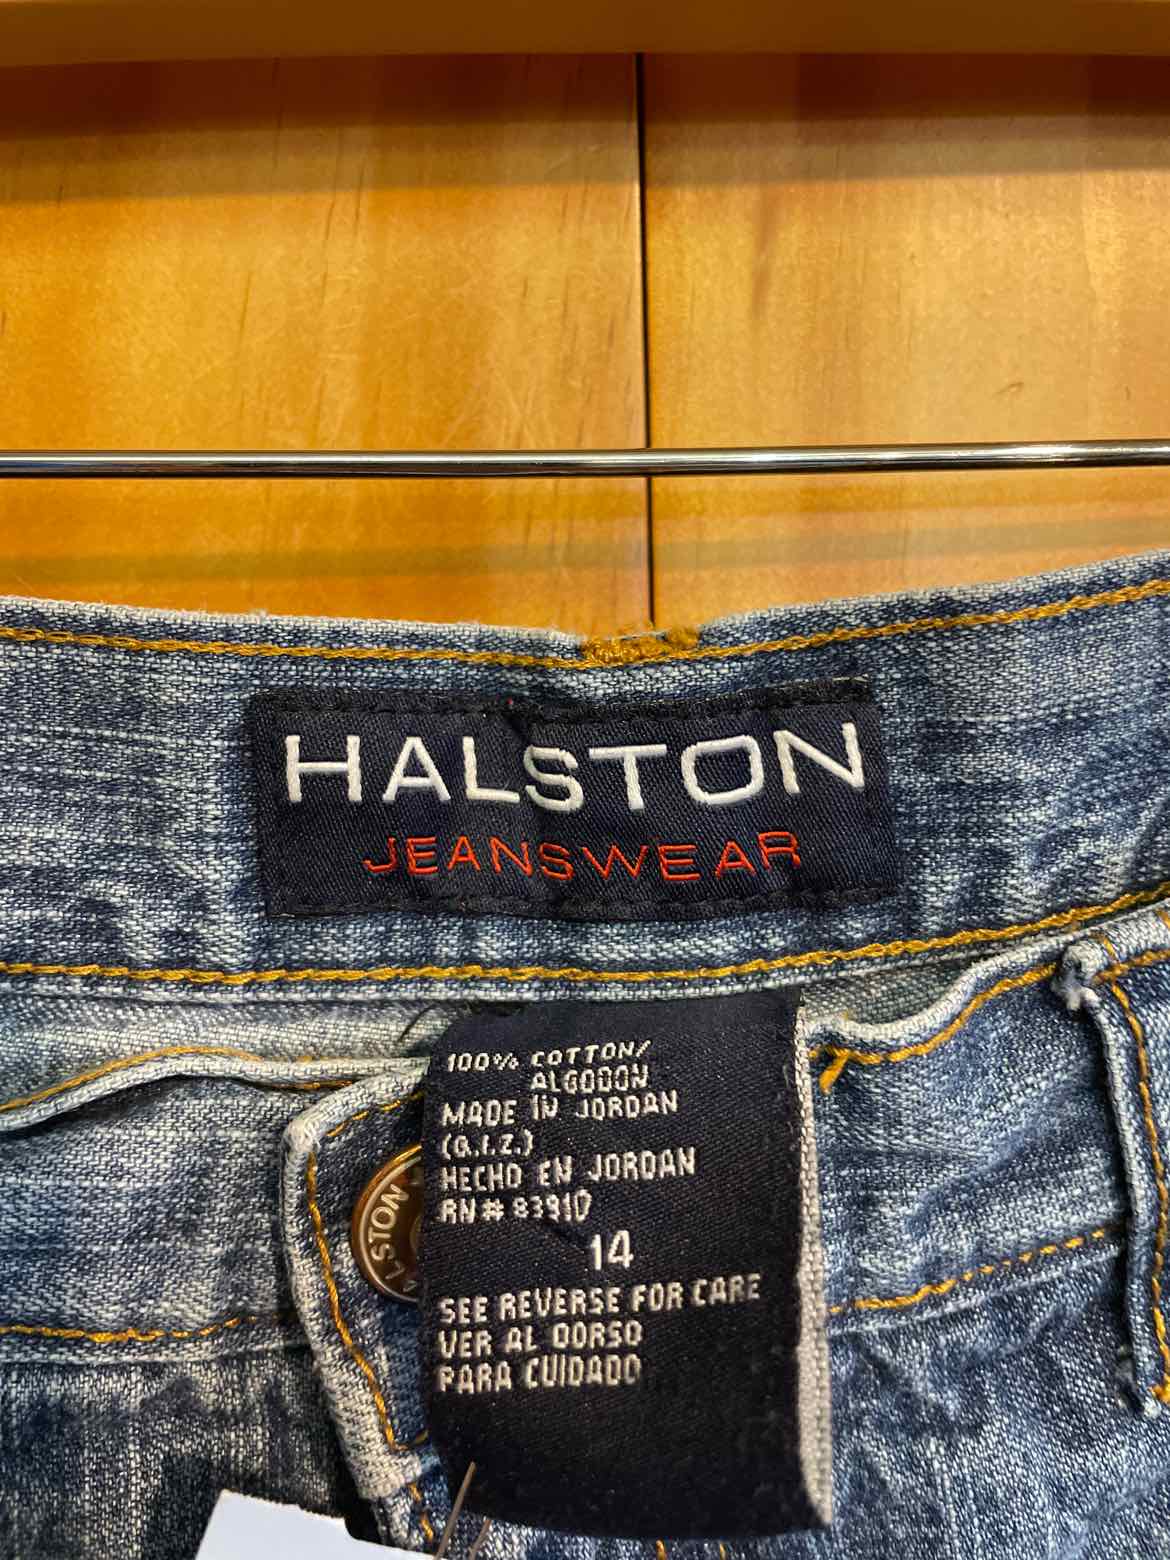 HALSTON
JEANSWEAR
100% COTTON/
ALGODON
MADE IN JORDAN
(Q.I.Z.)
HECHO EN JORDAN
RN# 83910
14
SEE REVERSE FOR CARE
VER AL DORSO
PARA CUIDADO
ALSTON